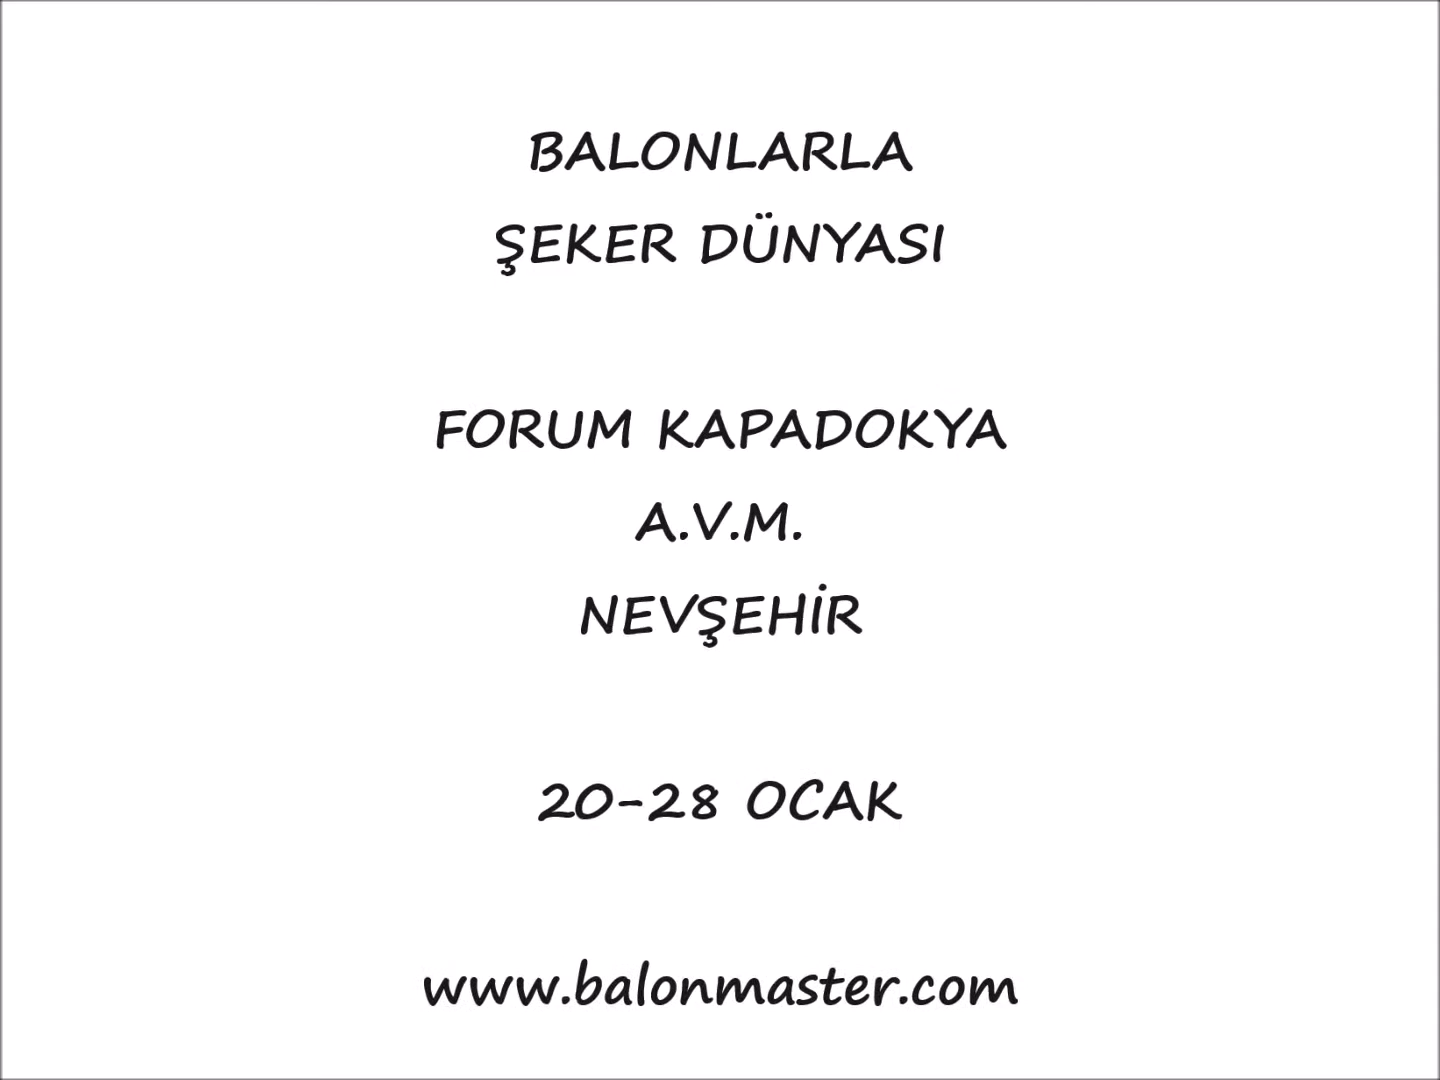 BALONLARLA
ŞEKER DÜNYASI
FORUM KAPADOKYA
A.V.M.
NEVŞEHİR
20-28 OCAK
www.balonmaster.com